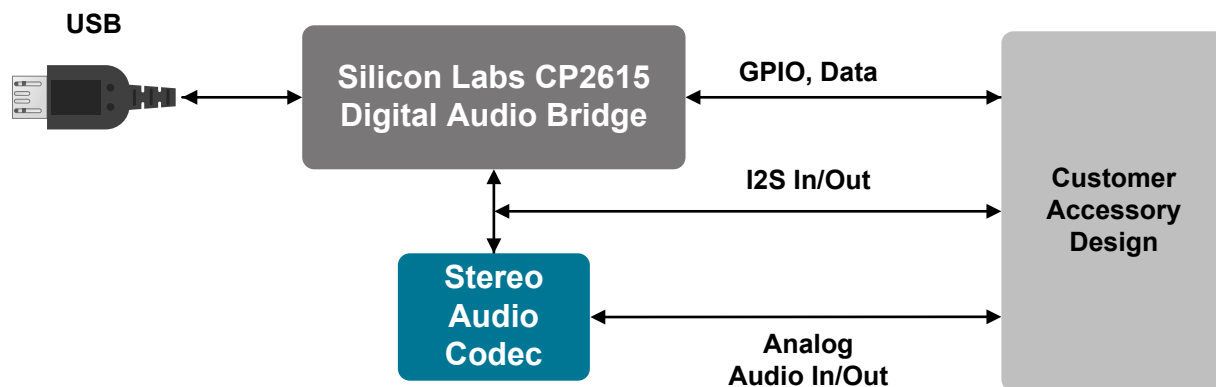 USB
Silicon Labs CP2615
Digital Audio Bridge
GPIO, Data
I2S In/Out
Customer
Accessory
Design
Stereo
Audio
Codec
Analog
Audio In/Out